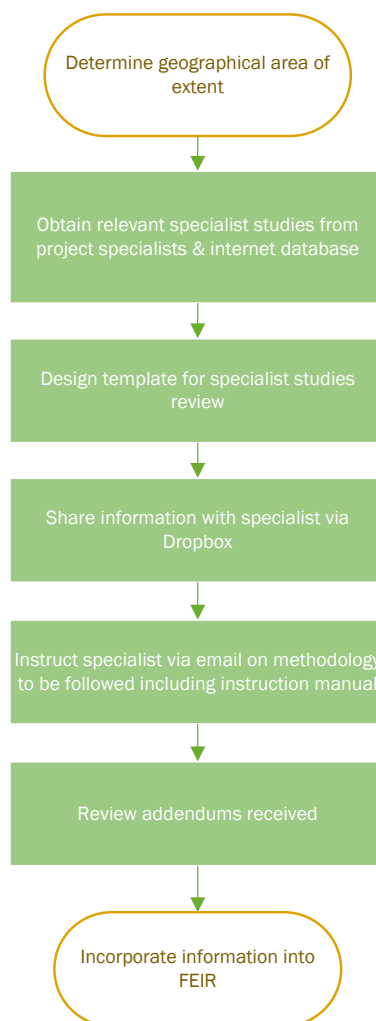 Determine geographical area of
extent
Obtain relevant specialist studies from
project specialists & internet database
Design template for specialist studies
review
Share information with specialist via
Dropbox
Instruct specialist via email on methodology
to be followed including instruction manual
Review addendums received
Incorporate information into
FEIR